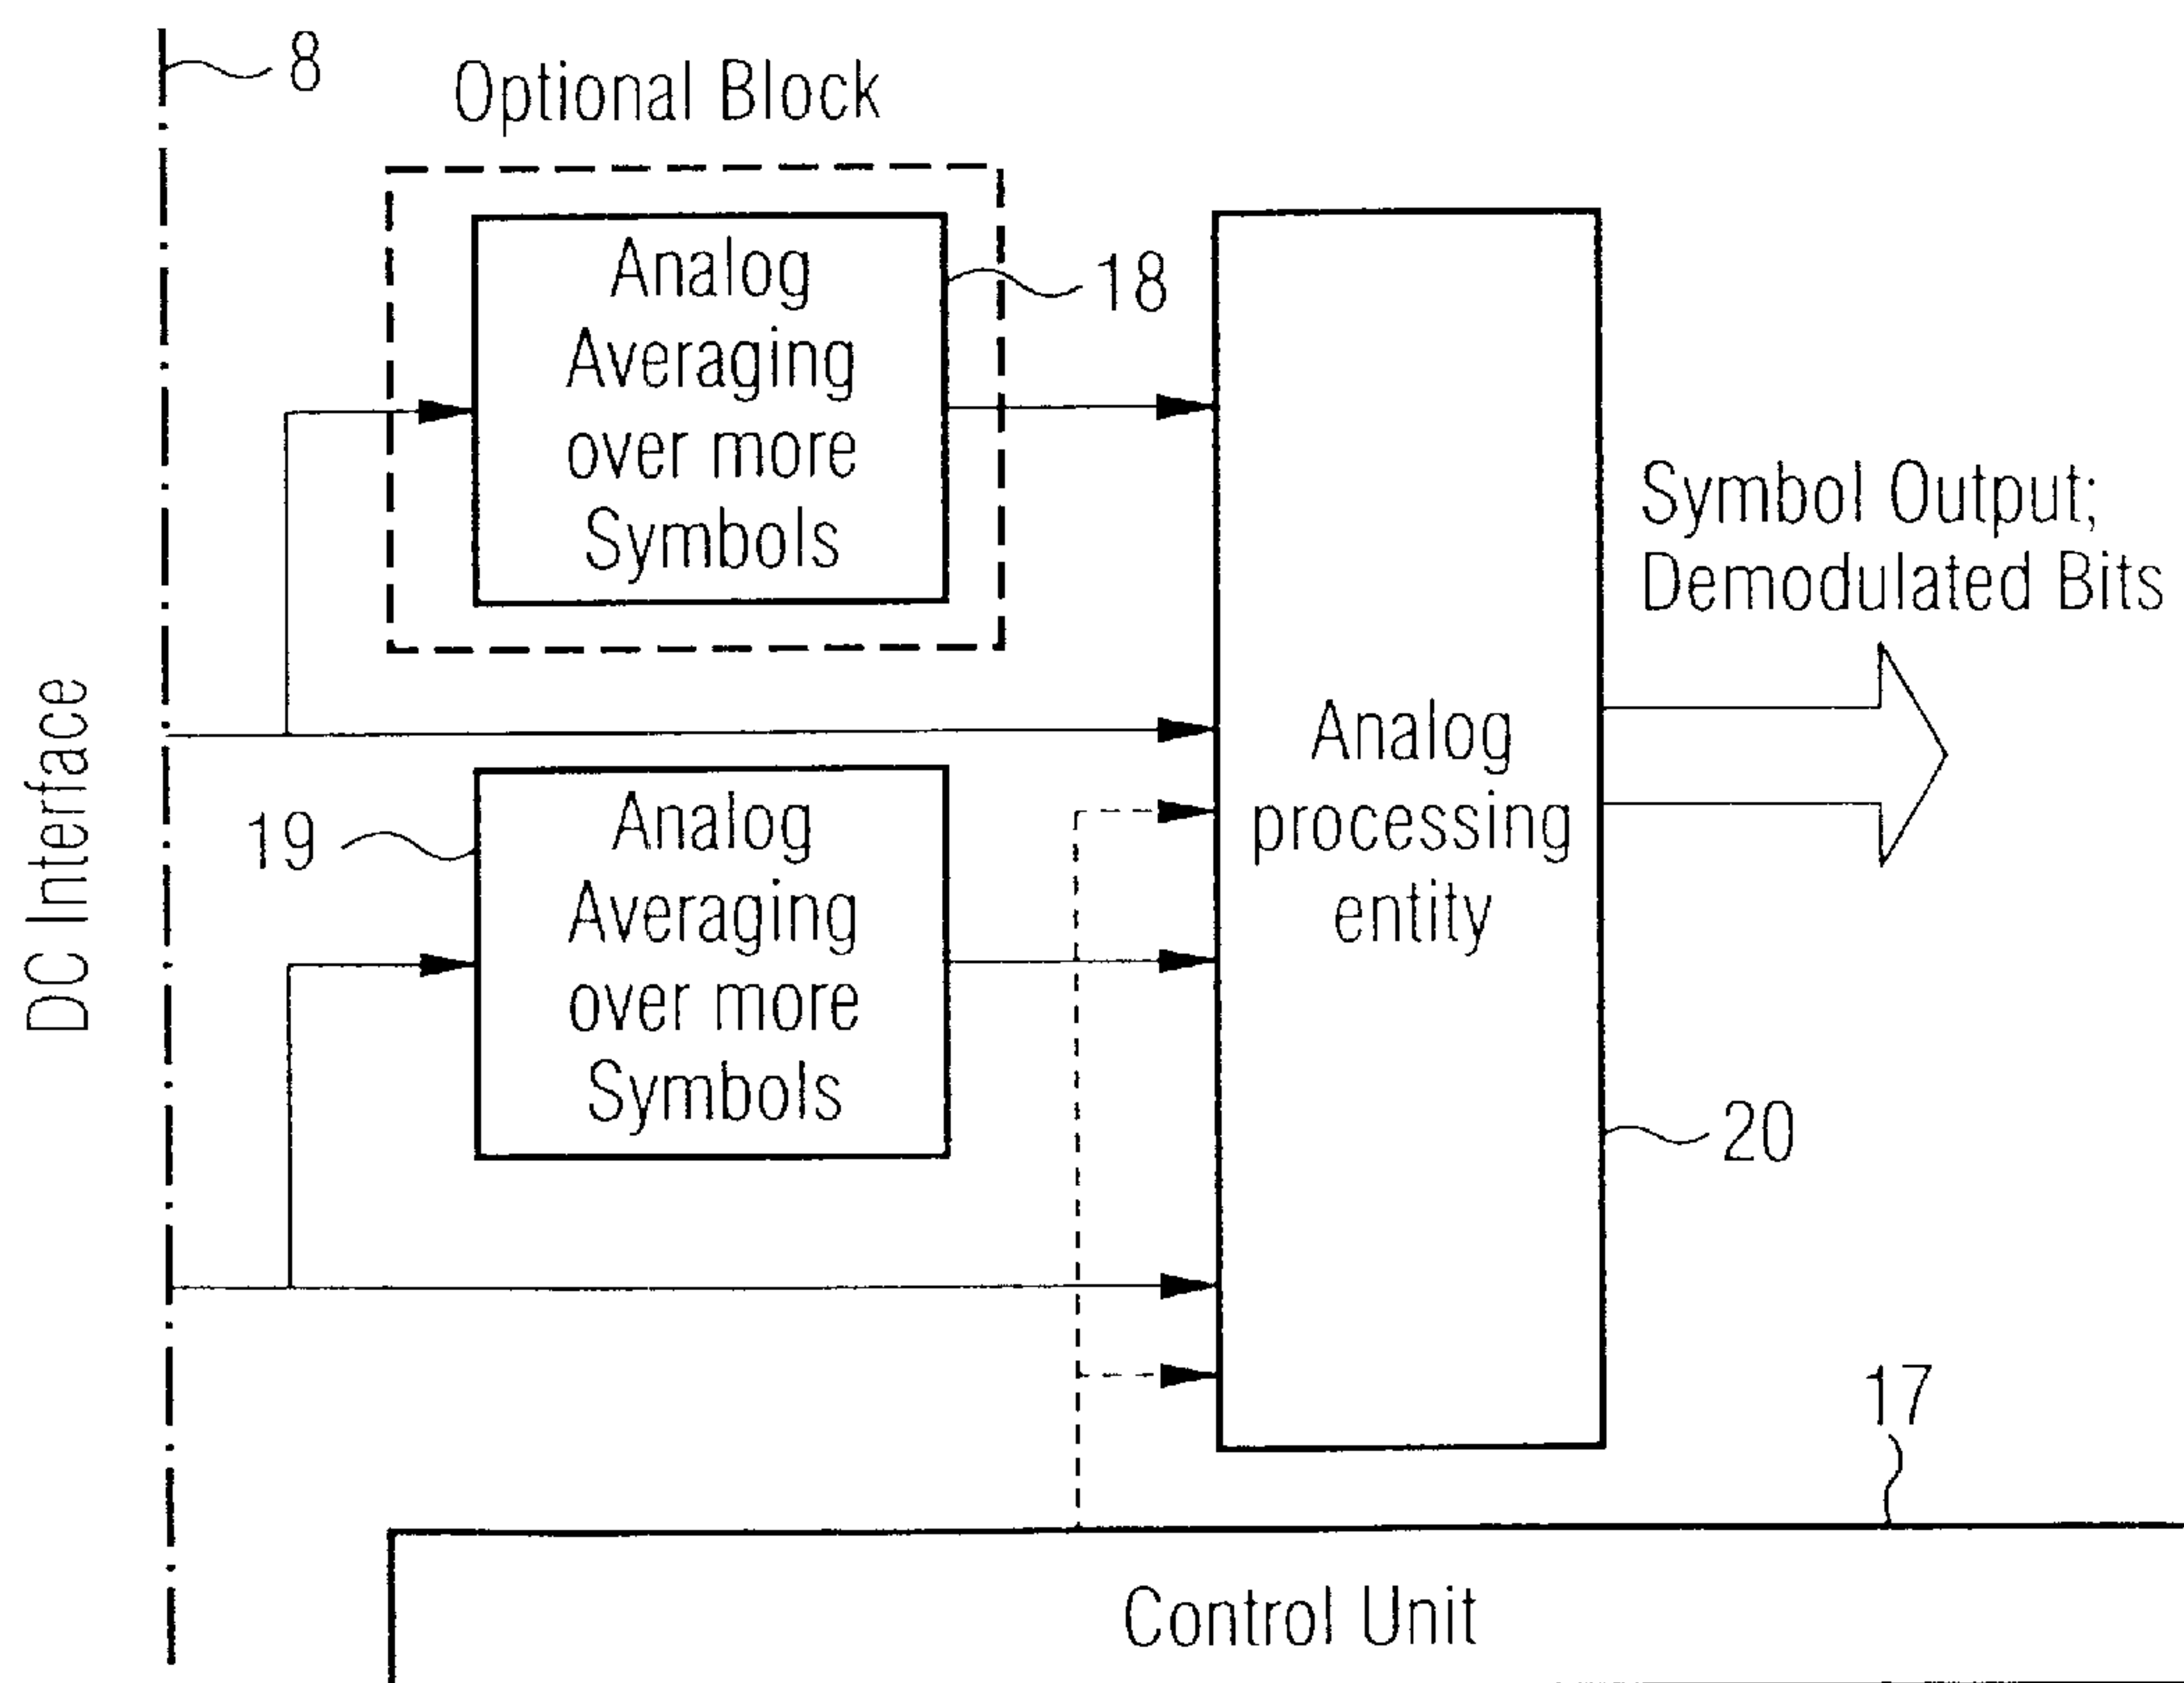 8
Optional Block
Analog
Averaging
over more
Symbols
18
Symbol Output;
Demodulated Bits
DC Interface
19
Analog
Averaging
over more
Symbols
Analog
processing
entity
20
17
Control Unit